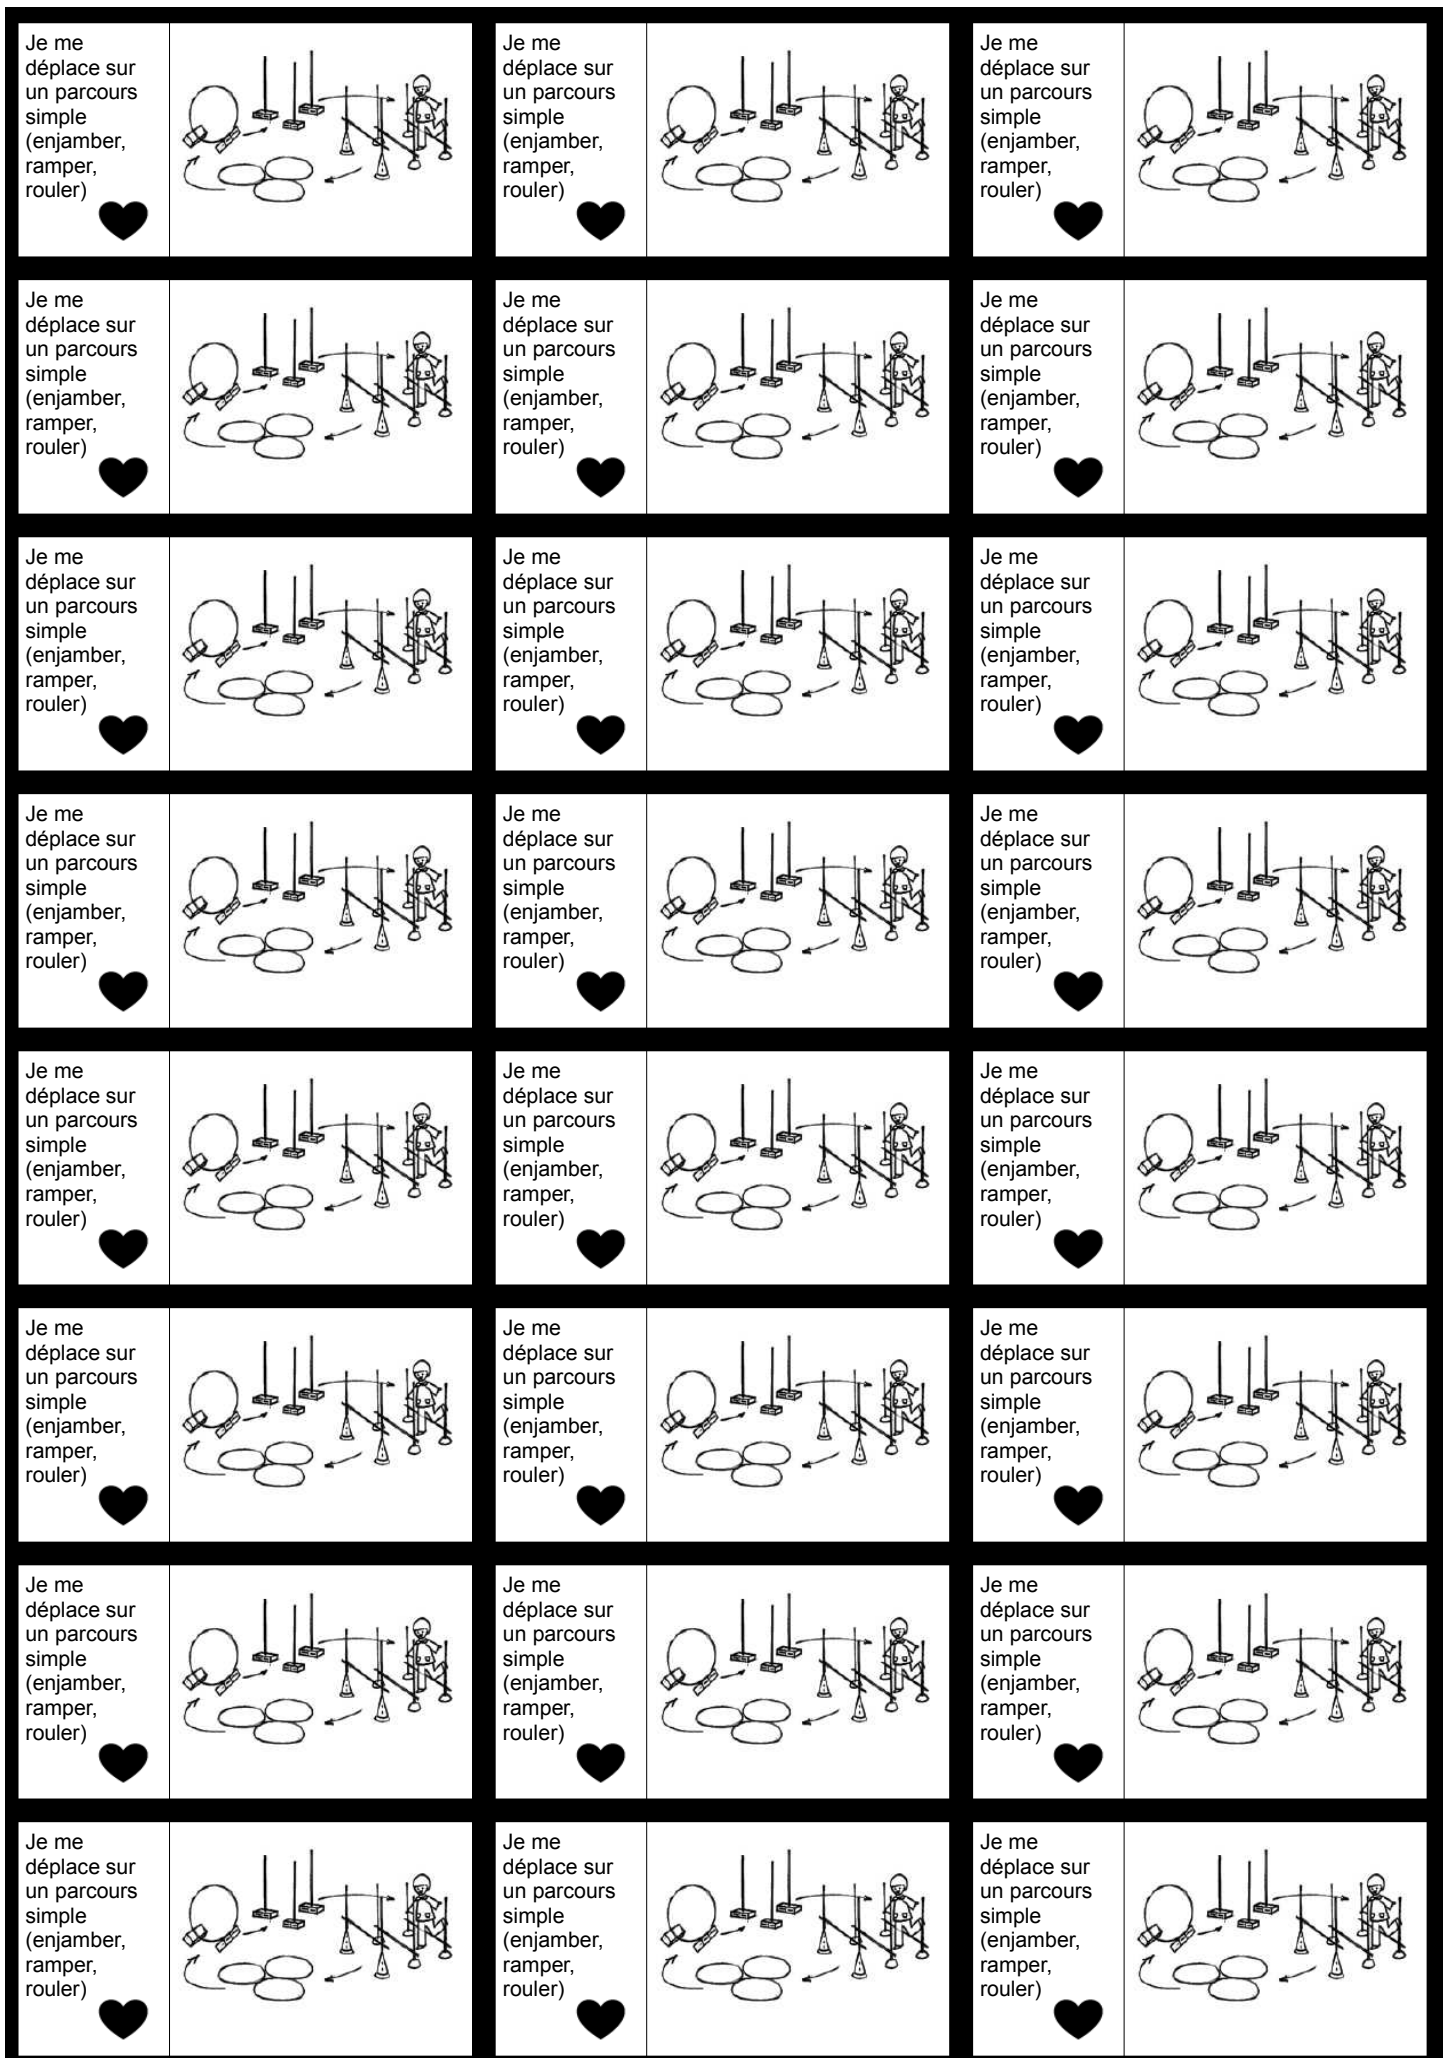 Je me
déplace sur
un parcours
simple
(enjamber,
ramper,
rouler)
Je me
déplace sur
un parcours
simple
(enjamber,
ramper,
rouler)
Je me
déplace sur
un parcours
simple
(enjamber,
ramper,
rouler)
Je me
déplace sur
un parcours
simple
(enjamber,
ramper,
rouler)
Je me
déplace sur
un parcours
simple
(enjamber,
ramper,
rouler)
Je me
déplace sur
un parcours
simple
(enjamber,
ramper,
rouler)
Je me
déplace sur
un parcours
simple
(enjamber,
ramper,
rouler)
Je me
déplace sur
un parcours
simple
(enjamber,
ramper,
rouler)
Je me
déplace sur
un parcours
simple
(enjamber,
ramper,
rouler)
Je me
déplace sur
un parcours
simple
(enjamber,
ramper,
rouler)
Je me
déplace sur
un parcours
simple
(enjamber,
ramper,
rouler)
Je me
déplace sur
un parcours
simple
(enjamber,
ramper,
rouler)
Je me
déplace sur
un parcours
simple
(enjamber,
ramper,
rouler)
Je me
déplace sur
un parcours
simple
(enjamber,
ramper,
rouler)
Je me
déplace sur
un parcours
simple
(enjamber,
ramper,
rouler)
Je me
déplace sur
un parcours
simple
(enjamber,
ramper,
rouler)
Je me
déplace sur
un parcours
simple
(enjamber,
ramper,
rouler)
Je me
déplace sur
un parcours
simple
(enjamber,
ramper,
rouler)
Je me
déplace sur
un parcours
simple
(enjamber,
ramper,
rouler)
Je me
déplace sur
un parcours
simple
(enjamber,
ramper,
rouler)
Je me
déplace sur
un parcours
simple
(enjamber,
ramper,
rouler)
Je me
déplace sur
un parcours
simple
(enjamber,
ramper,
rouler)
Je me
déplace sur
un parcours
simple
(enjamber,
ramper,
rouler)
Je me
déplace sur
un parcours
simple
(enjamber,
ramper,
rouler)